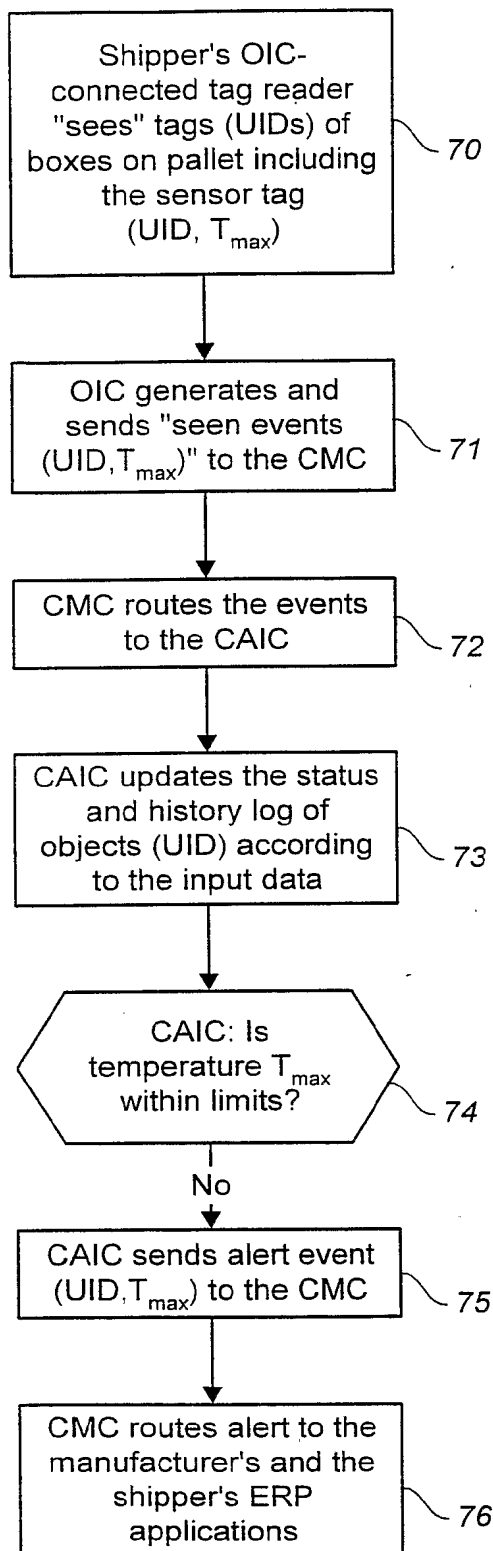 Shipper's OIC-
connected tag reader
"sees" tags (UIDs) of
boxes on pallet including
the sensor tag
(UID, Tmax)
70
OIC generates and
sends "seen events
(UID,Tmax)" to the CMC
71
CMC routes the events
to the CAIC
72
CAIC updates the status
and history log of
objects (UID) according
to the input data
73
CAIC: Is
temperature Tmax
within limits?
74
No
CAIC sends alert event
(UID,Tmax) to the CMC
75
CMC routes alert to the
manufacturer's and the
shipper's ERP
applications
76